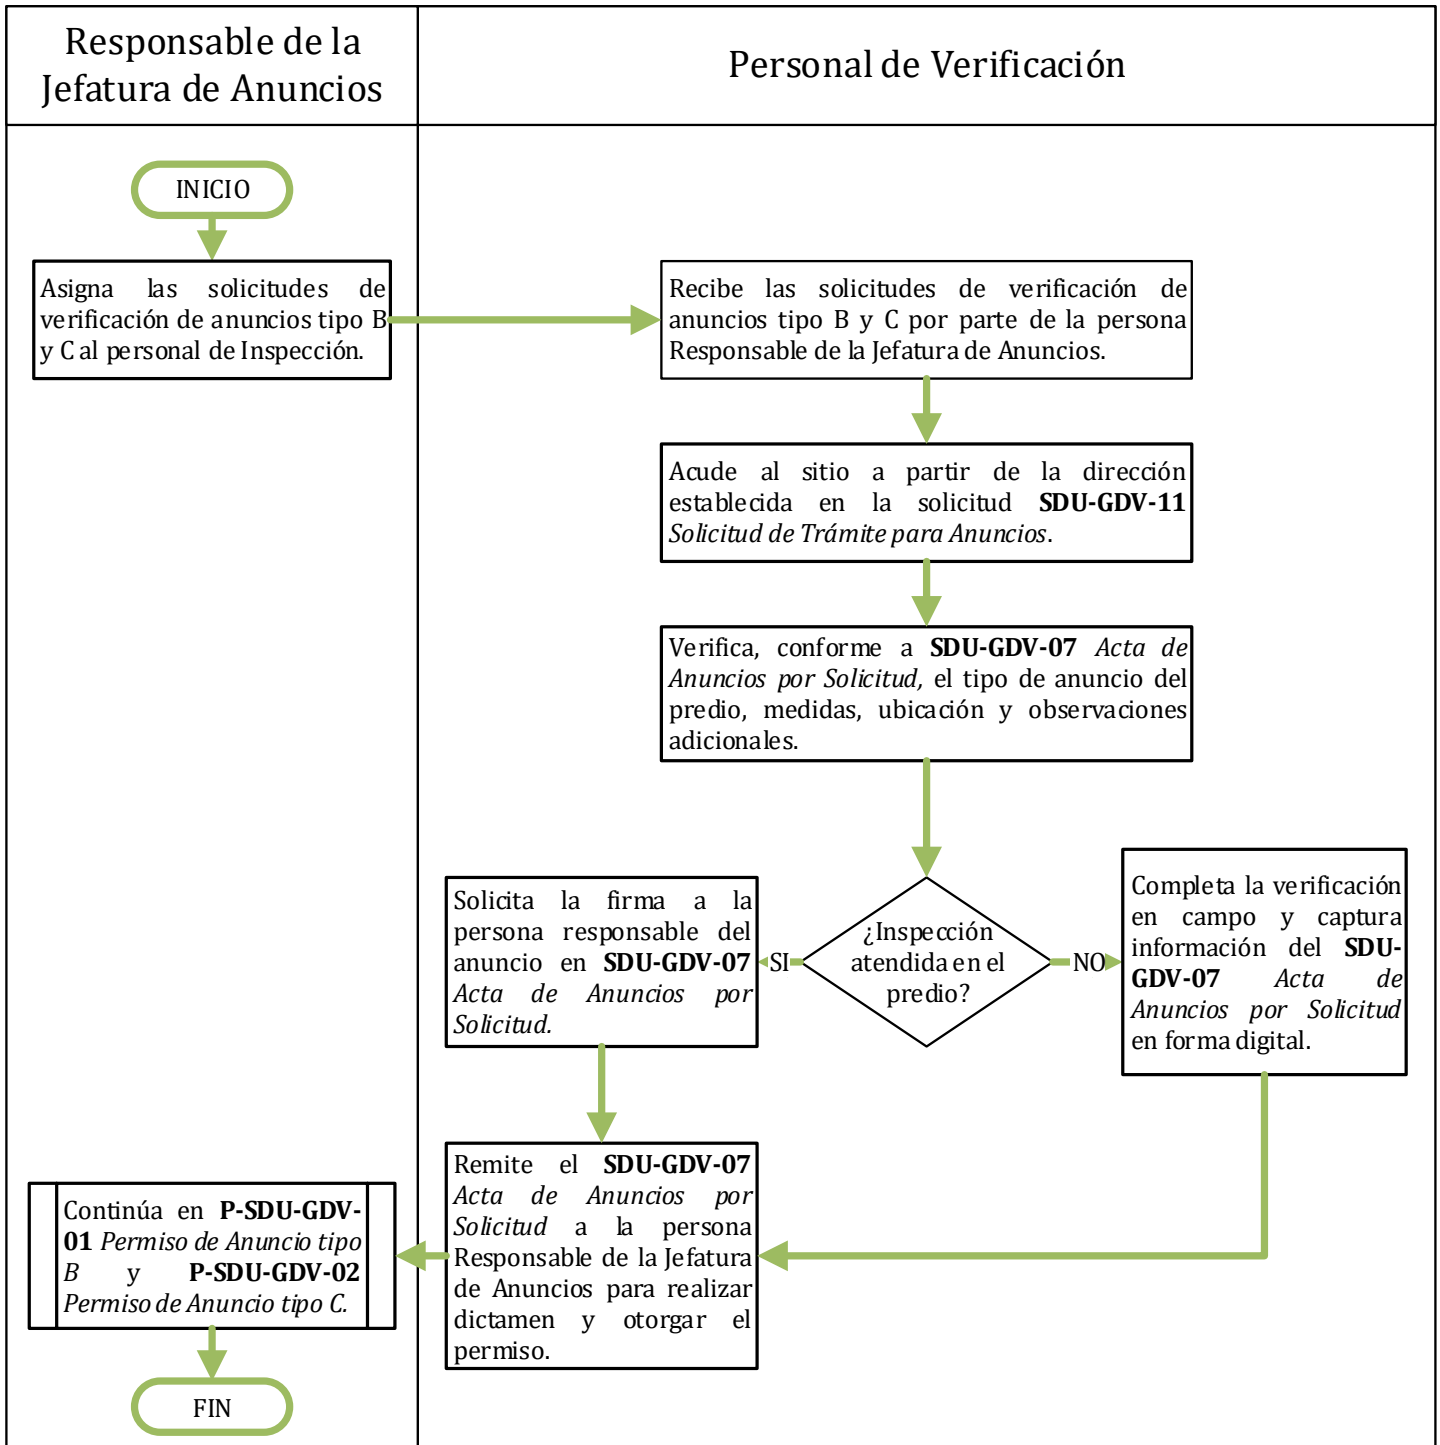 Responsable de la
Jefatura de Anuncios
Personal de Verificación
INICIO
Asigna las solicitudes de
verificación de anuncios tipo B
y C al personal de Inspección.
Recibe las solicitudes de verificación de
anuncios tipo B y C por parte de la persona
Responsable de la Jefatura de Anuncios.
Acude al sitio a partir de la dirección
establecida en la solicitud SDU-GDV-11
Solicitud de Trámite para Anuncios.
Verifica, conforme a SDU-GDV-07 Acta de
Anuncios por Solicitud, el tipo de anuncio del
predio, medidas, ubicación y observaciones
adicionales.
¿Inspección
atendida en el
predio?
SI
NO
Solicita la firma a la
persona responsable del
anuncio en SDU-GDV-07
Acta de Anuncios por
Solicitud.
Completa la verificación
en campo y captura
información del SDU-
GDV-07 Acta de
Anuncios por Solicitud
en forma digital.
Remite el SDU-GDV-07
Acta de Anuncios por
Solicitud a la persona
Responsable de la Jefatura
de Anuncios para realizar
dictamen y otorgar el
permiso.
Continúa en P-SDU-GDV-
01 Permiso de Anuncio tipo
B y P-SDU-GDV-02
Permiso de Anuncio tipo C.
FIN